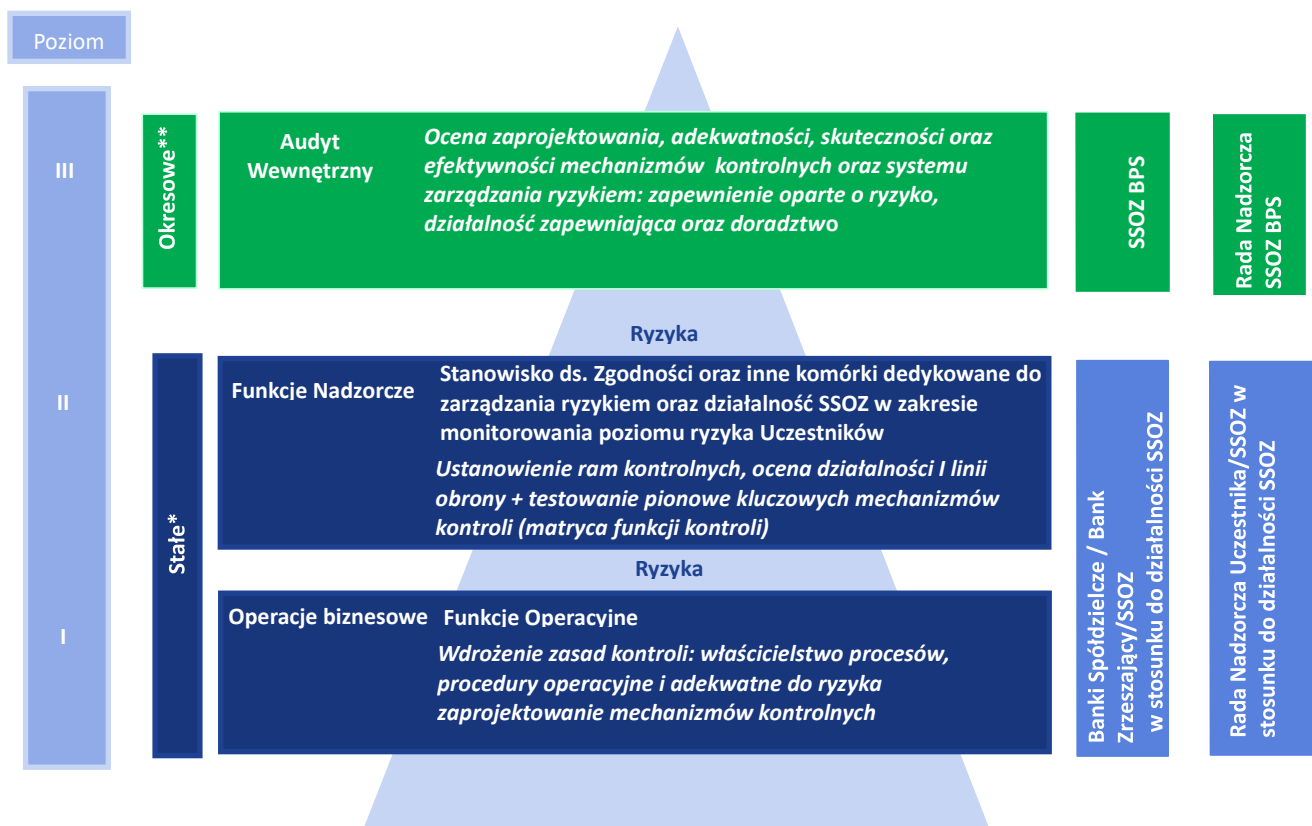 Poziom
III
Okresowe**
Audyt
Wewnętrzny
Ocena zaprojektowania, adekwatności, skuteczności oraz
efektywności mechanizmów kontrolnych oraz systemu
zarządzania ryzykiem: zapewnienie oparte o ryzyko,
działalność zapewniająca oraz doradztwo
SSOZ BPS
Rada Nadzorcza
SSOZ BPS
Ryzyka
II
Stałe*
Funkcje Nadzorcze
Stanowisko ds. Zgodności oraz inne komórki dedykowane do
zarządzania ryzykiem oraz działalność SSOZ w zakresie
monitorowania poziomu ryzyka Uczestników
Ustanowienie ram kontrolnych, ocena działalności I linii
obrony + testowanie pionowe kluczowych mechanizmów
kontroli (matryca funkcji kontroli)
Ryzyka
I
Operacje biznesowe
Funkcje Operacyjne
Wdrożenie zasad kontroli: właścicielstwo procesów,
procedury operacyjne i adekwatne do ryzyka
zaprojektowanie mechanizmów kontrolnych
Banki Spółdzielcze / Bank
Zrzeszający/SSOZ
w stosunku do działalności SSOZ
Rada Nadzorcza Uczestnika/SSOZ w
stosunku do działalności SSOZ